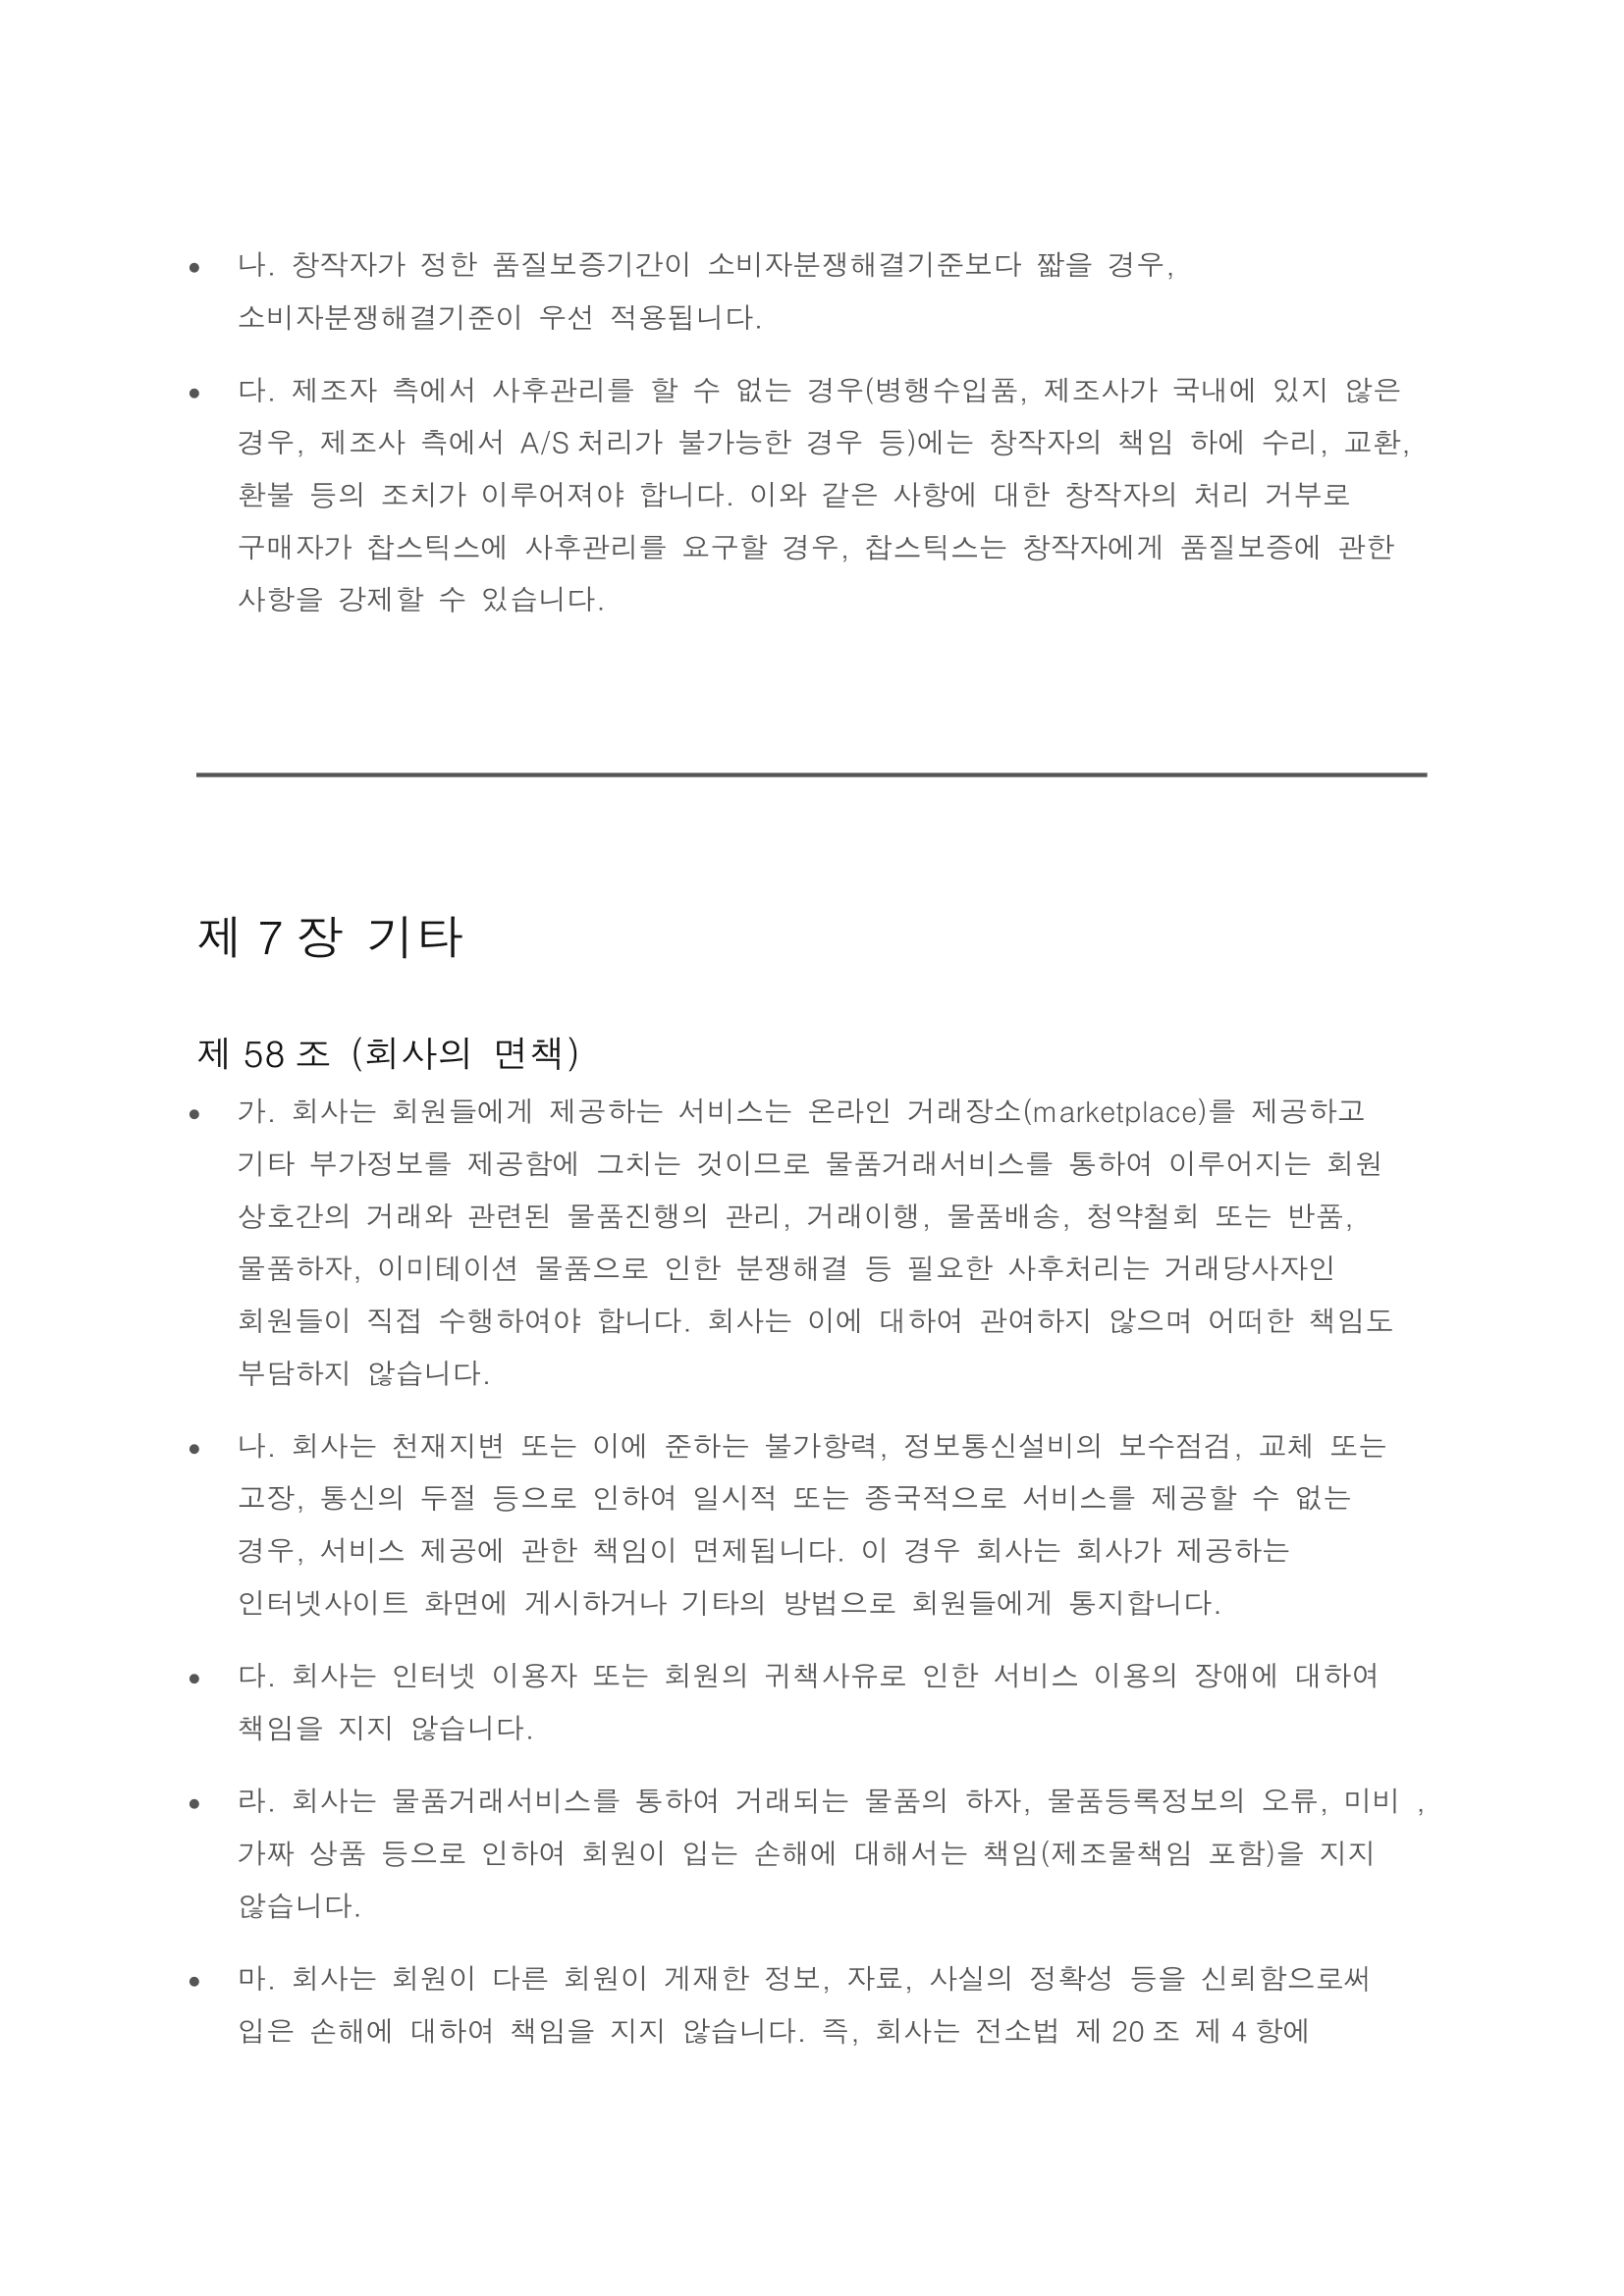 ● 나. 창작자가 정한 품질보증기간이 소비자분쟁해결기준보다 짧을 경우,
소비자분쟁해결기준이 우선 적용됩니다.
● 다. 제조자 측에서 사후관리를 할 수 없는 경우(병행수입품, 제조사가 국내에 있지 않은
경우, 제조사 측에서 A/S 처리가 불가능한 경우 등)에는 창작자의 책임 하에 수리, 교환,
환불 등의 조치가 이루어져야 합니다. 이와 같은 사항에 대한 창작자의 처리 거부로
구매자가 찹스틱스에 사후관리를 요구할 경우, 찹스틱스는 창작자에게 품질보증에 관한
사항을 강제할 수 있습니다.
제 7 장 기타
제 58 조 (회사의 면책)
● 가. 회사는 회원들에게 제공하는 서비스는 온라인 거래장소(marketplace)를 제공하고
기타 부가정보를 제공함에 그치는 것이므로 물품거래서비스를 통하여 이루어지는 회원
상호간의 거래와 관련된 물품진행의 관리, 거래이행, 물품배송, 청약철회 또는 반품,
물품하자, 이미테이션 물품으로 인한 분쟁해결 등 필요한 사후처리는 거래당사자인
회원들이 직접 수행하여야 합니다. 회사는 이에 대하여 관여하지 않으며 어떠한 책임도
부담하지 않습니다.
● 나. 회사는 천재지변 또는 이에 준하는 불가항력, 정보통신설비의 보수점검, 교체 또는
고장, 통신의 두절 등으로 인하여 일시적 또는 종국적으로 서비스를 제공할 수 없는
경우, 서비스 제공에 관한 책임이 면제됩니다. 이 경우 회사는 회사가 제공하는
인터넷사이트 화면에 게시하거나 기타의 방법으로 회원들에게 통지합니다.
● 다. 회사는 인터넷 이용자 또는 회원의 귀책사유로 인한 서비스 이용의 장애에 대하여
책임을 지지 않습니다.
● 라. 회사는 물품거래서비스를 통하여 거래되는 물품의 하자, 물품등록정보의 오류, 미비 ,
가짜 상품 등으로 인하여 회원이 입는 손해에 대해서는 책임(제조물책임 포함)을 지지
않습니다.
● 마. 회사는 회원이 다른 회원이 게재한 정보, 자료, 사실의 정확성 등을 신뢰함으로써
입은 손해에 대하여 책임을 지지 않습니다. 즉, 회사는 전소법 제 20 조 제 4 항에